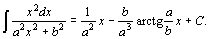 ∫ x²dx / (a²x² + b²) = 1/a² x − b/a³ arctg a/b x + C.